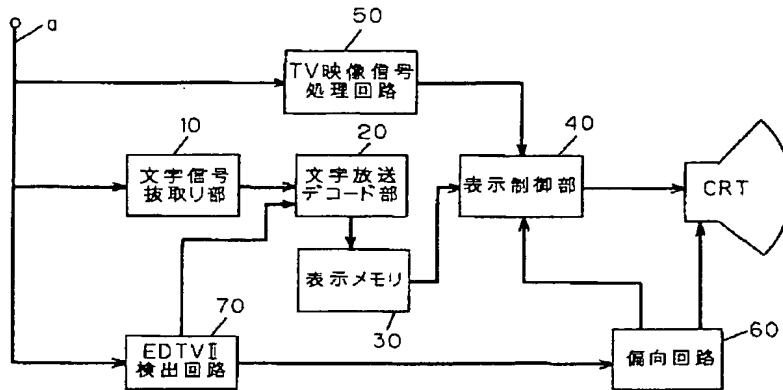 a
50
TV映像信号
処理回路
10
文字信号
抜取り部
20
文字放送
デコード部
40
表示制御部
CRT
表示メモリ
30
70
EDTVⅡ
検出回路
偏向回路
60